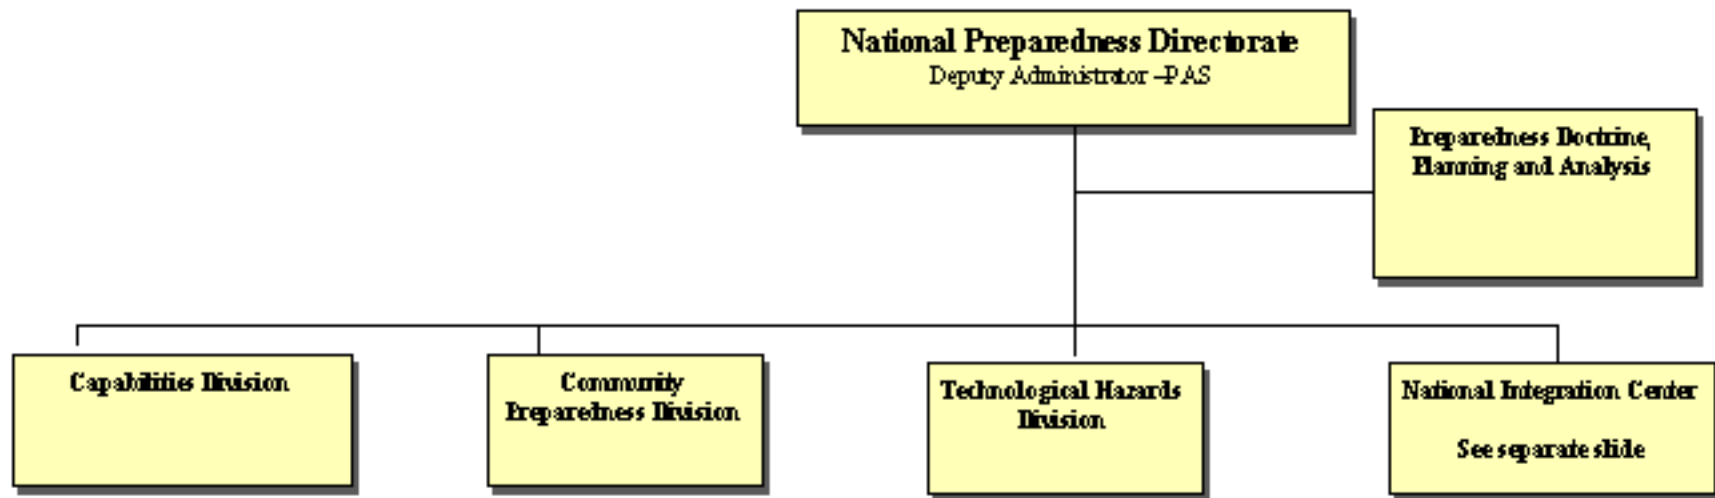 National Preparedness Directorate
Deputy Administrator –PAS
Preparedness Doctrine,
Planning and Analysis
Capabilities Division
Community
Preparedness Division
Technological Hazards
Division
National Integration Center
See separate slide